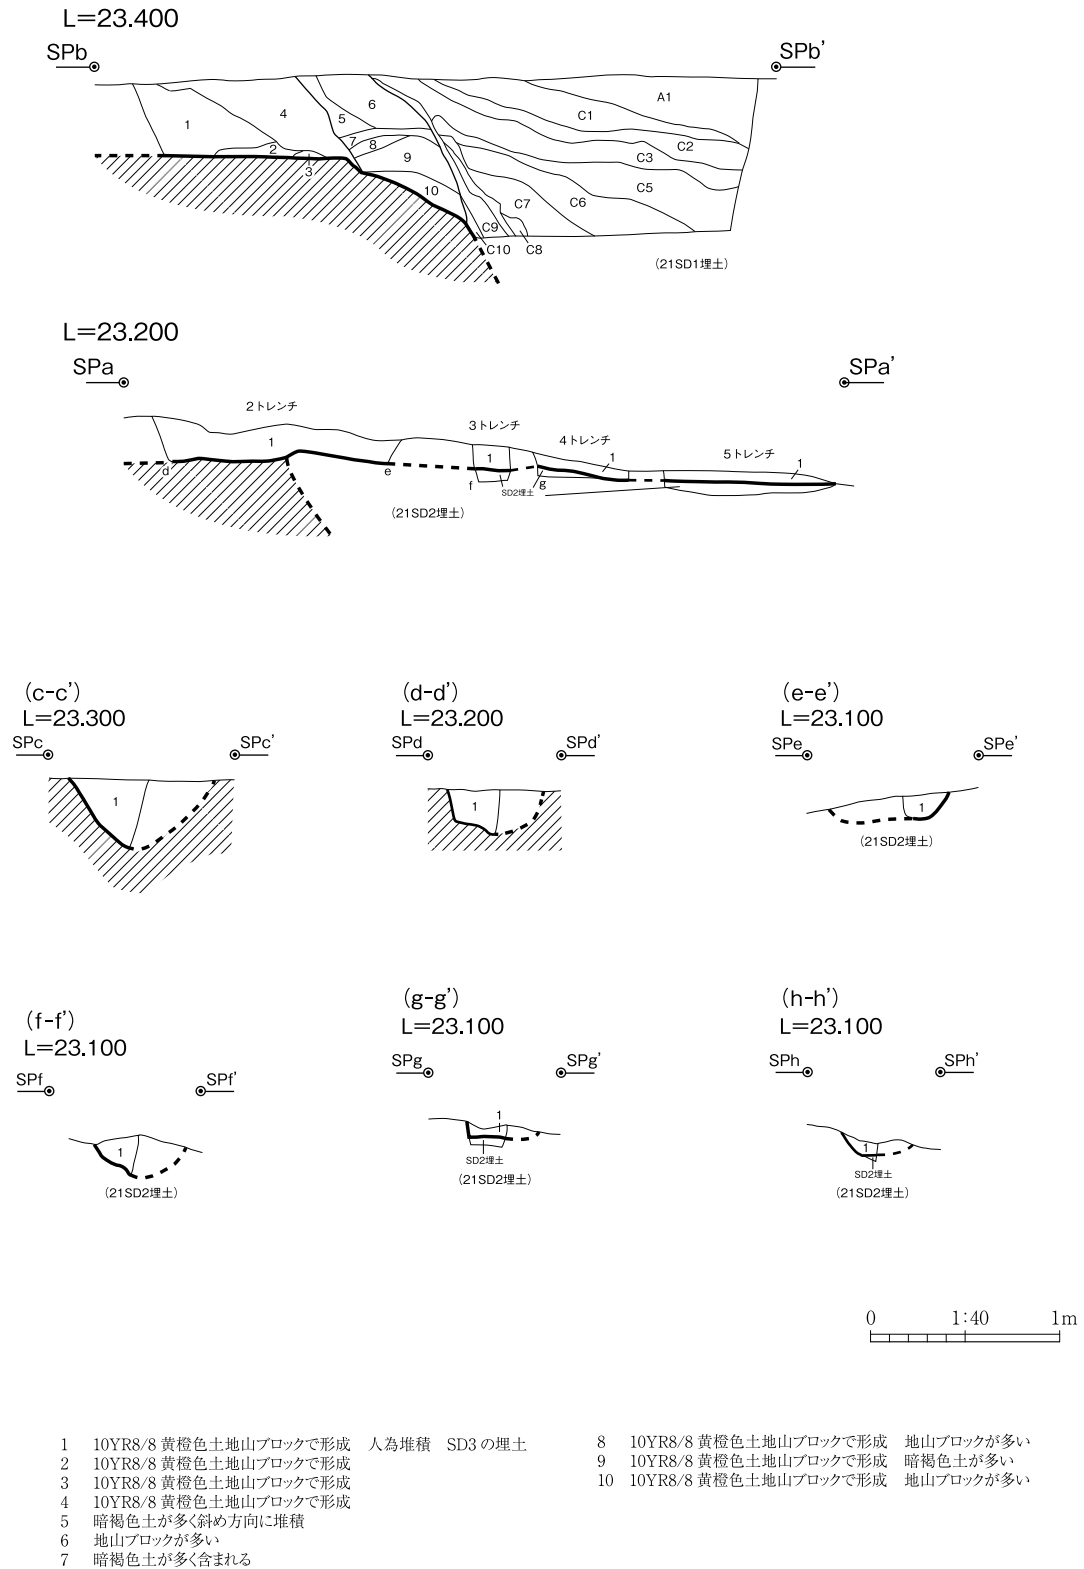 L=23.400
SPb SPb'
A1
1 4 5 6 C1
7 8 9 C2
2 3 C3
10 C5
C7 C6
C9
C10 C8
(21SD1埋土)
L=23.200
SPa SPa'
2トレンチ 3トレンチ 4トレンチ 5トレンチ
1 1 1 1
d e f g
SD2埋土
(21SD2埋土)
(c-c')
L=23.300
SPc SPc'
1
(d-d')
L=23.200
SPd SPd'
1
(e-e')
L=23.100
SPe SPe'
1
(21SD2埋土)
(f-f')
L=23.100
SPf SPf'
1
(21SD2埋土)
(g-g')
L=23.100
SPg SPg'
1
SD2埋土
(21SD2埋土)
(h-h')
L=23.100
SPh SPh'
1
SD2埋土
(21SD2埋土)
0 1:40 1m
1 10YR8/8 黄橙色土地山ブロックで形成 人為堆積 SD3の埋土
2 10YR8/8 黄橙色土地山ブロックで形成
3 10YR8/8 黄橙色土地山ブロックで形成
4 10YR8/8 黄橙色土地山ブロックで形成
5 暗褐色土が多く斜め方向に堆積
6 地山ブロックが多い
7 暗褐色土が多く含まれる
8 10YR8/8 黄橙色土地山ブロックで形成 地山ブロックが多い
9 10YR8/8 黄橙色土地山ブロックで形成 暗褐色土が多い
10 10YR8/8 黄橙色土地山ブロックで形成 地山ブロックが多い